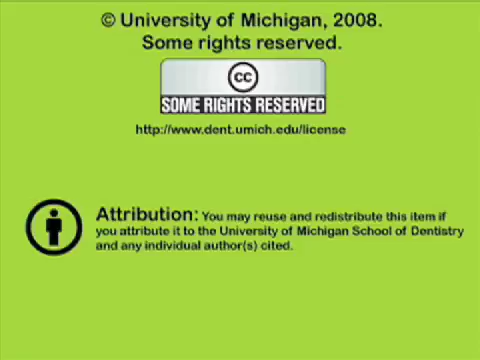 © University of Michigan, 2008.
Some rights reserved.
cc
SOME RIGHTS RESERVED
http://www.dent.umich.edu/license
Attribution: You may reuse and redistribute this item if
you attribute it to the University of Michigan School of Dentistry
and any individual author(s) cited.